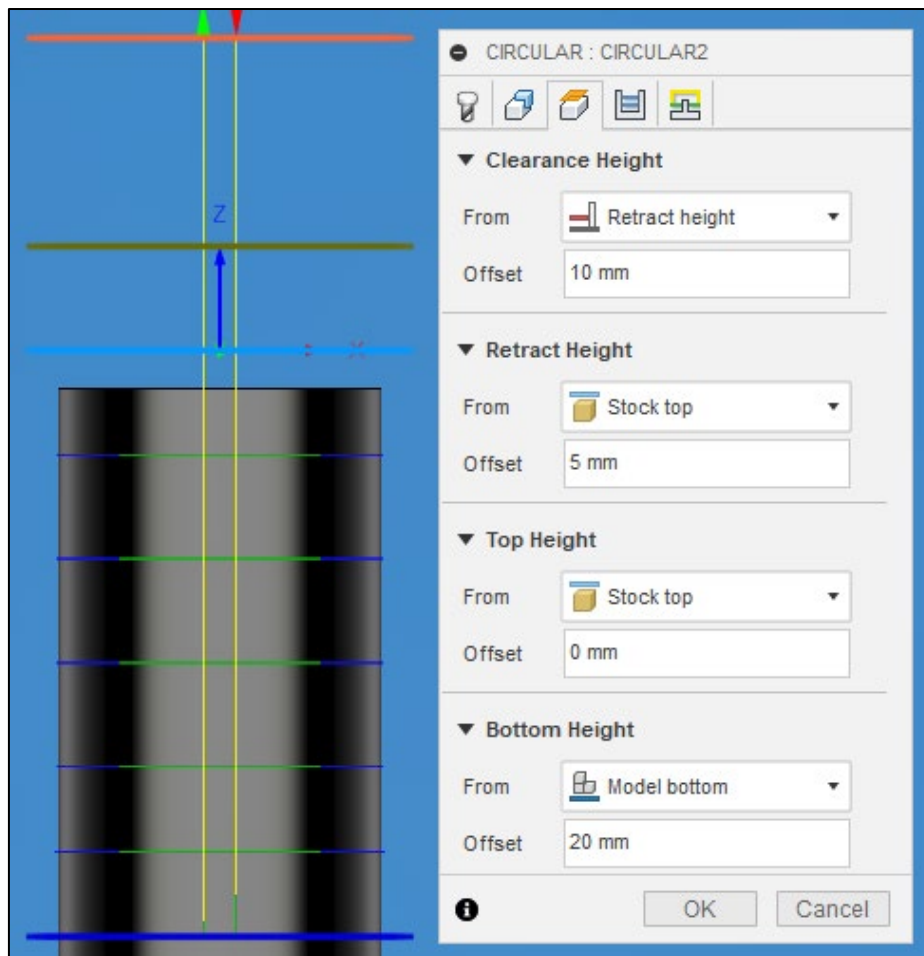 CIRCULAR : CIRCULAR2
Clearance Height
From Retract height
Offset 10 mm
Retract Height
From Stock top
Offset 5 mm
Top Height
From Stock top
Offset 0 mm
Bottom Height
From Model bottom
Offset 20 mm
OK Cancel
Z
X